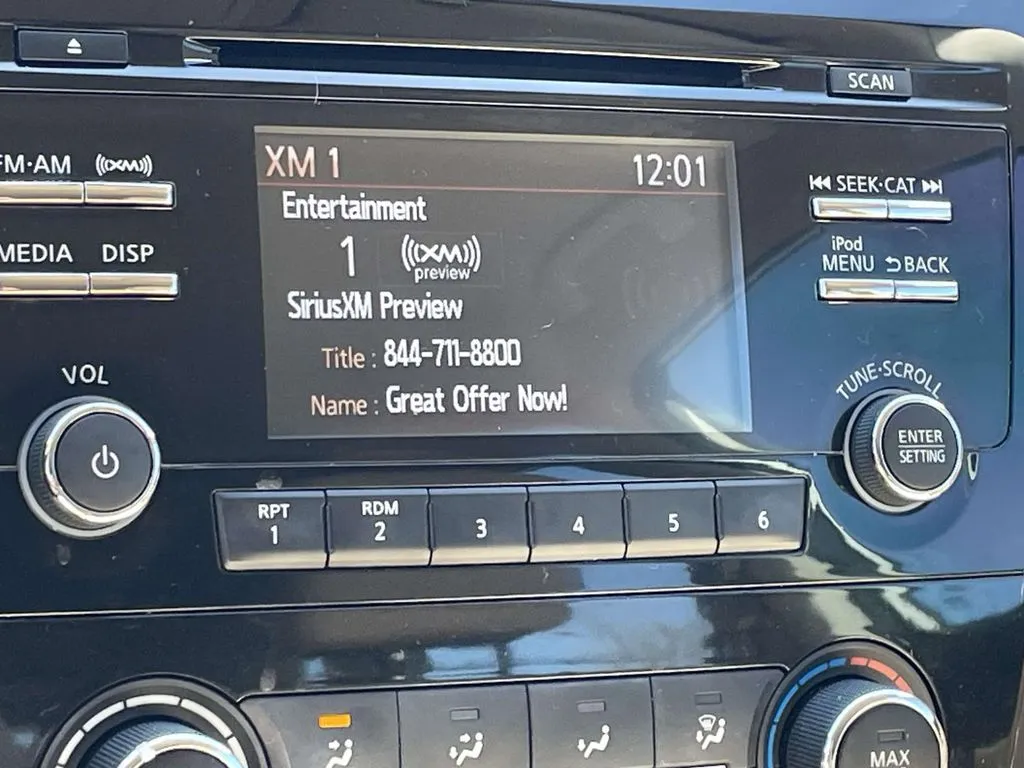 SCAN
FM·AM
XM
SEEK·CAT
MEDIA
DISP
iPod
MENU
BACK
XM 1
12:01
Entertainment
1
XM
preview
SiriusXM Preview
Title : 844-711-8800
Name : Great Offer Now!
VOL
TUNE·SCROLL
ENTER
SETTING
RPT
1
RDM
2
3
4
5
6
MAX